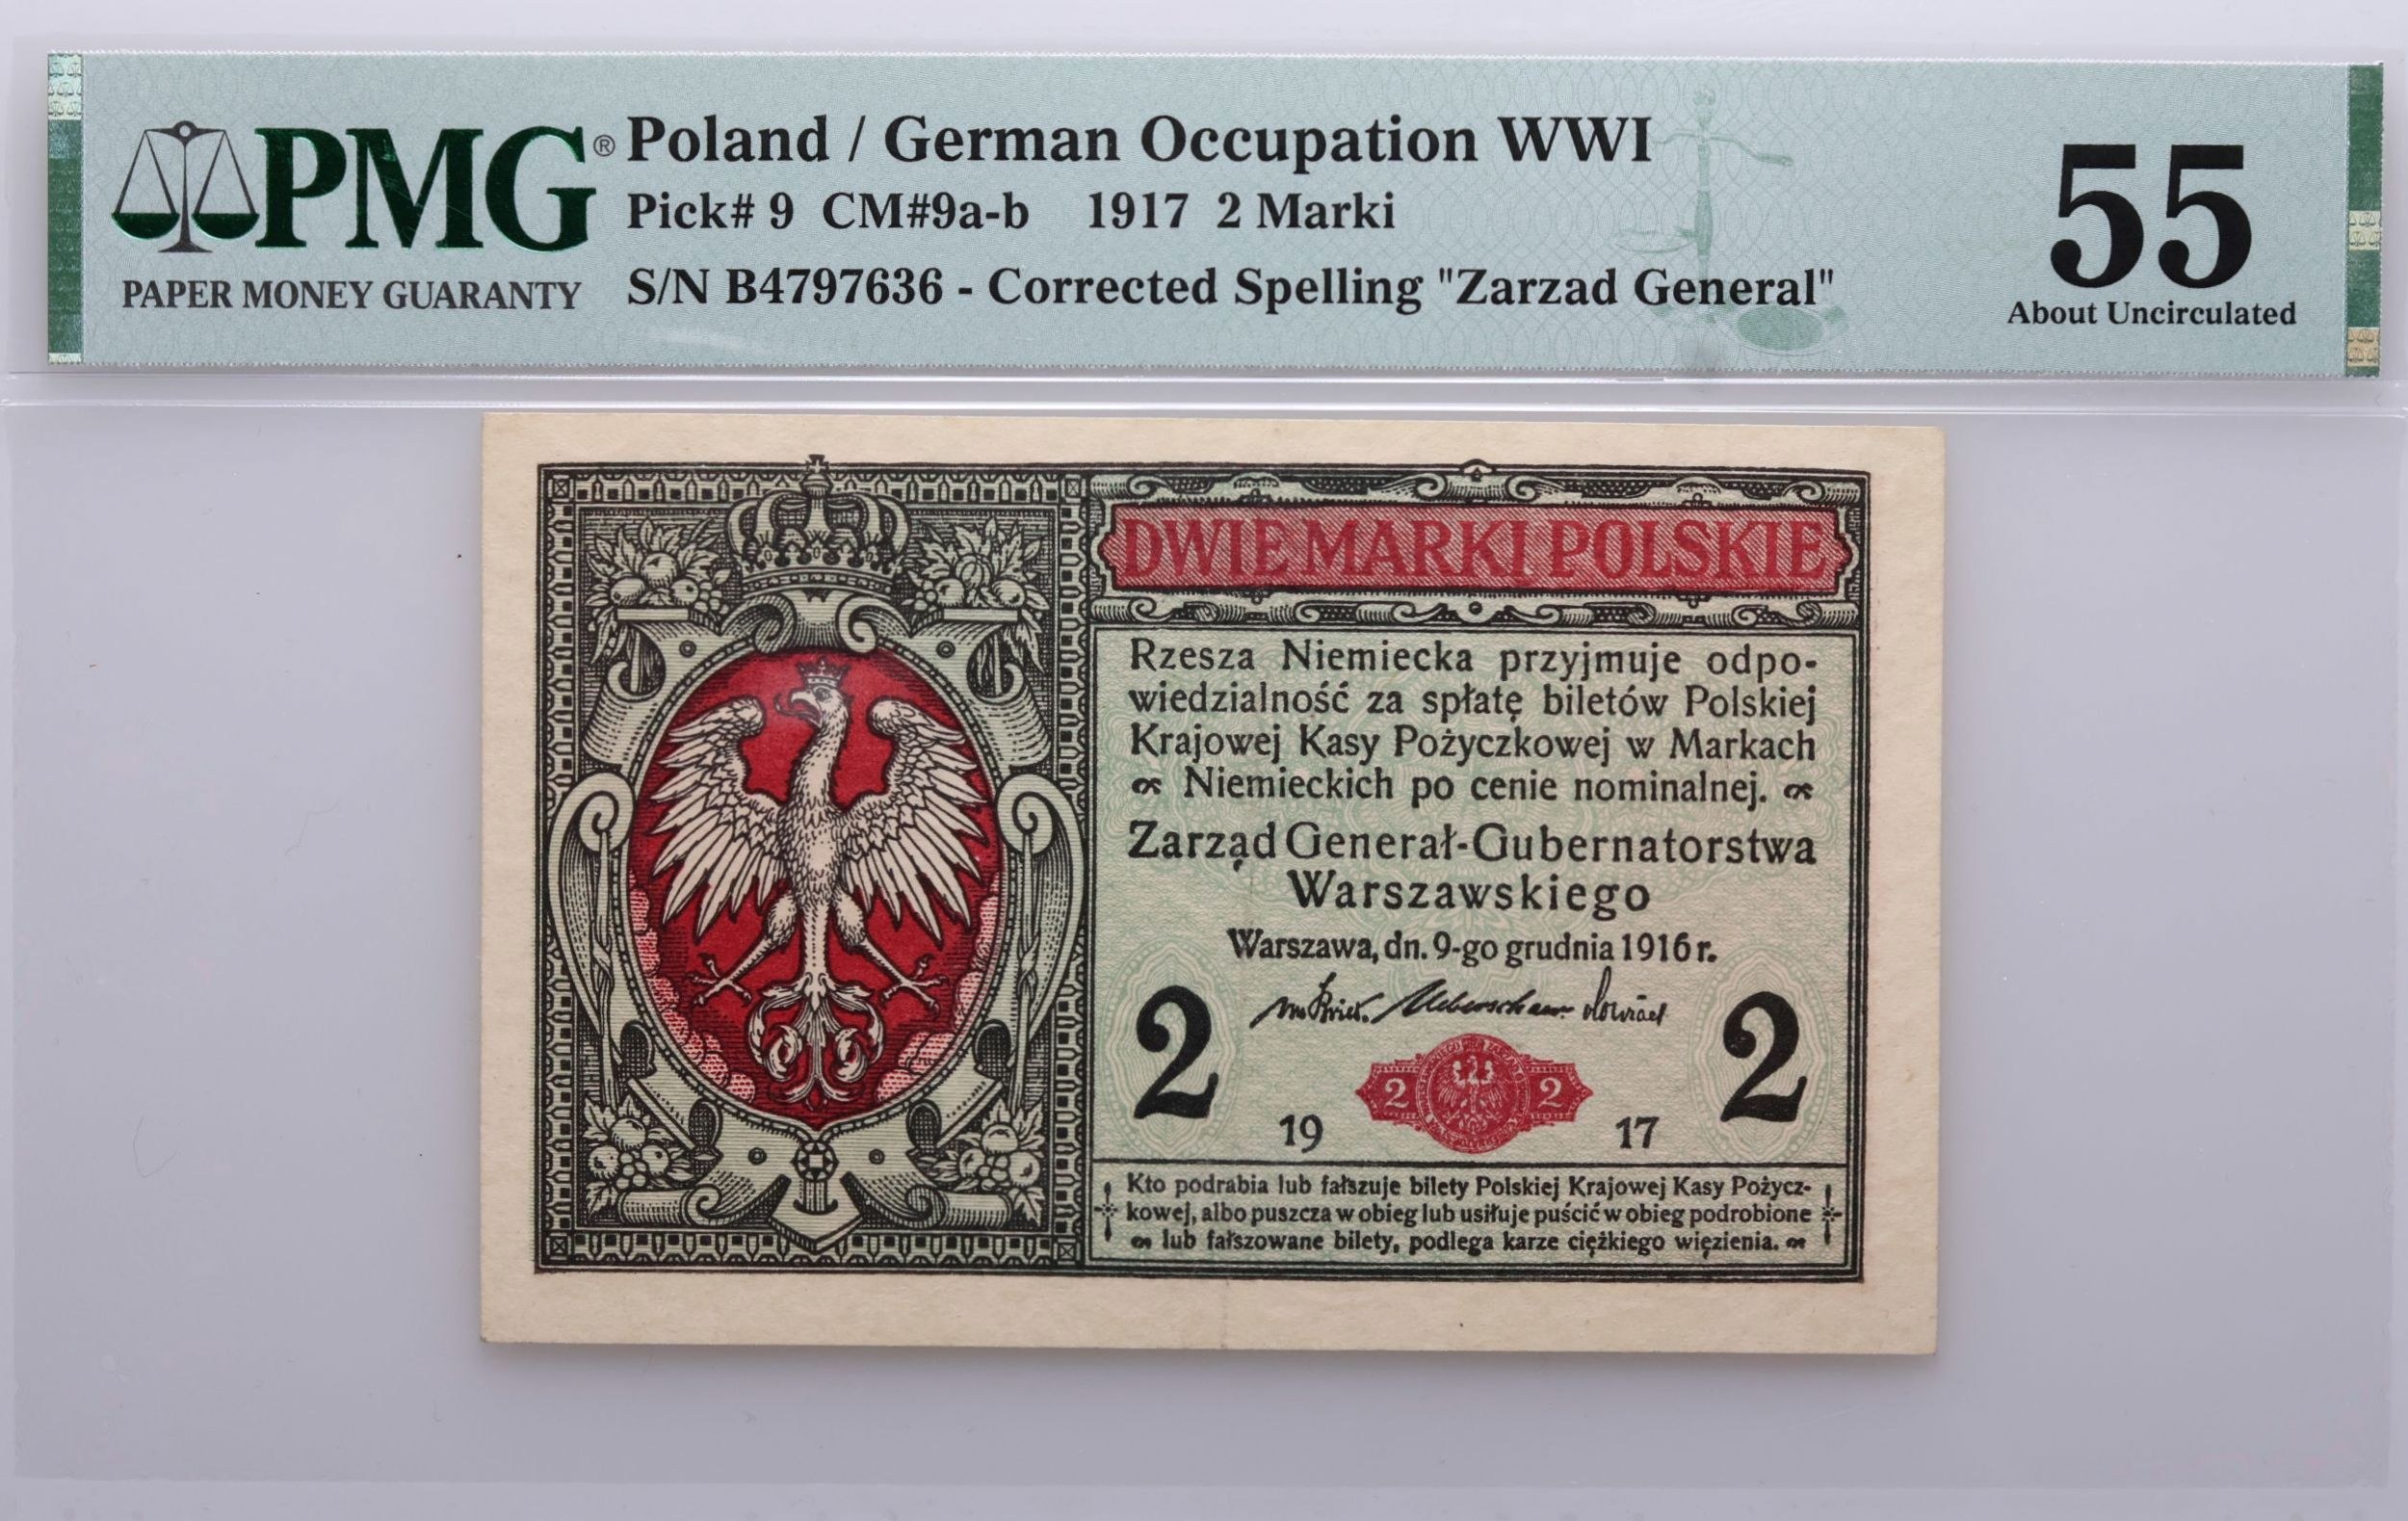 PMG®
PAPER MONEY GUARANTY
Poland / German Occupation WWI
Pick# 9 CM#9a-b 1917 2 Marki
S/N B4797636 - Corrected Spelling "Zarzad General"
55
About Uncirculated
DWIE MARKI POLSKIE
Rzesza Niemiecka przyjmuje odpo-
wiedzialność za spłatę biletów Polskiej
Krajowej Kasy Pożyczkowej w Markach
Niemieckich po cenie nominalnej.
Zarząd Generał-Gubernatorstwa
Warszawskiego
Warszawa, dn. 9-go grudnia 1916 r.
2 2
2 2
19 17
Kto podrabia lub fałszuje bilety Polskiej Krajowej Kasy Pożycz-
kowej, albo puszcza w obieg lub usiłuje puścić w obieg podrobione
lub fałszowane bilety, podlega karze ciężkiego więzienia.